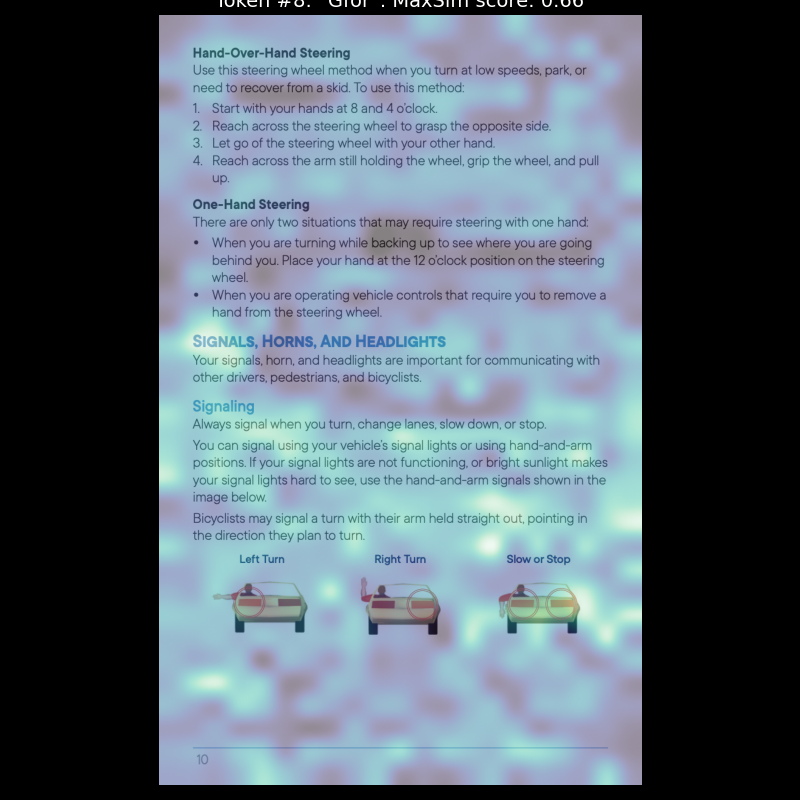 Token #8: "Ġfor". MaxSim score: 0.66
Hand-Over-Hand Steering
Use this steering wheel method when you turn at low speeds, park, or
need to recover from a skid. To use this method:
1. Start with your hands at 8 and 4 o'clock.
2. Reach across the steering wheel to grasp the opposite side.
3. Let go of the steering wheel with your other hand.
4. Reach across the arm still holding the wheel, grip the wheel, and pull
up.
One-Hand Steering
There are only two situations that may require steering with one hand:
• When you are turning while backing up to see where you are going
behind you. Place your hand at the 12 o'clock position on the steering
wheel.
• When you are operating vehicle controls that require you to remove a
hand from the steering wheel.
SIGNALS, HORNS, AND HEADLIGHTS
Your signals, horn, and headlights are important for communicating with
other drivers, pedestrians, and bicyclists.
Signaling
Always signal when you turn, change lanes, slow down, or stop.
You can signal using your vehicle's signal lights or using hand-and-arm
positions. If your signal lights are not functioning, or bright sunlight makes
your signal lights hard to see, use the hand-and-arm signals shown in the
image below.
Bicyclists may signal a turn with their arm held straight out, pointing in
the direction they plan to turn.
Left Turn Right Turn Slow or Stop
10